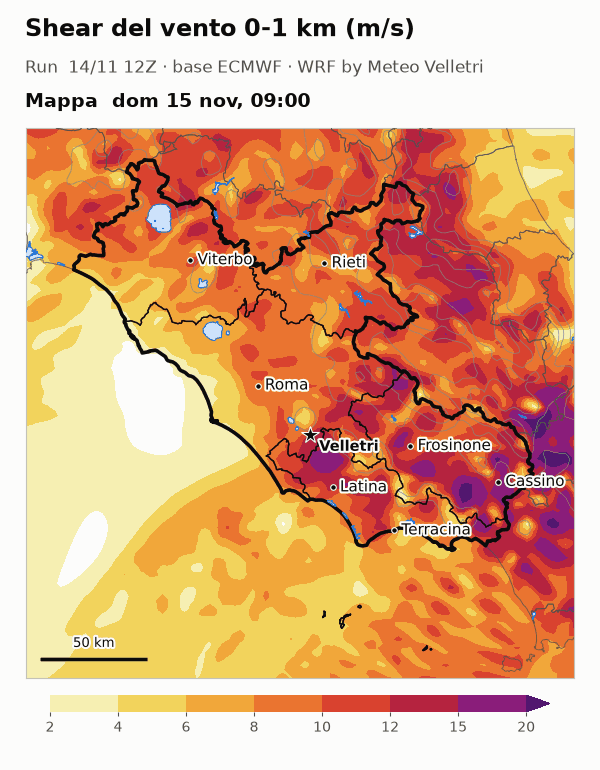 Shear del vento 0-1 km (m/s)
Run  14/11 12Z · base ECMWF · WRF by Meteo Velletri
Mappa  dom 15 nov, 09:00
Viterbo
Rieti
Roma
Velletri
Frosinone
Cassino
Latina
Terracina
50 km
2 4 6 8 10 12 15 20